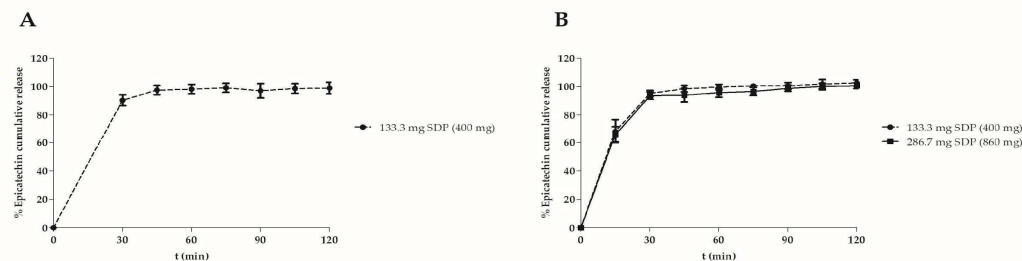 A
% Epicatechin cumulative release
120
100
80
60
40
20
0
0 30 60 90 120
t (min)
133.3 mg SDP (400 mg)
B
% Epicatechin cumulative release
120
100
80
60
40
20
0
0 30 60 90 120
t (min)
133.3 mg SDP (400 mg)
286.7 mg SDP (860 mg)